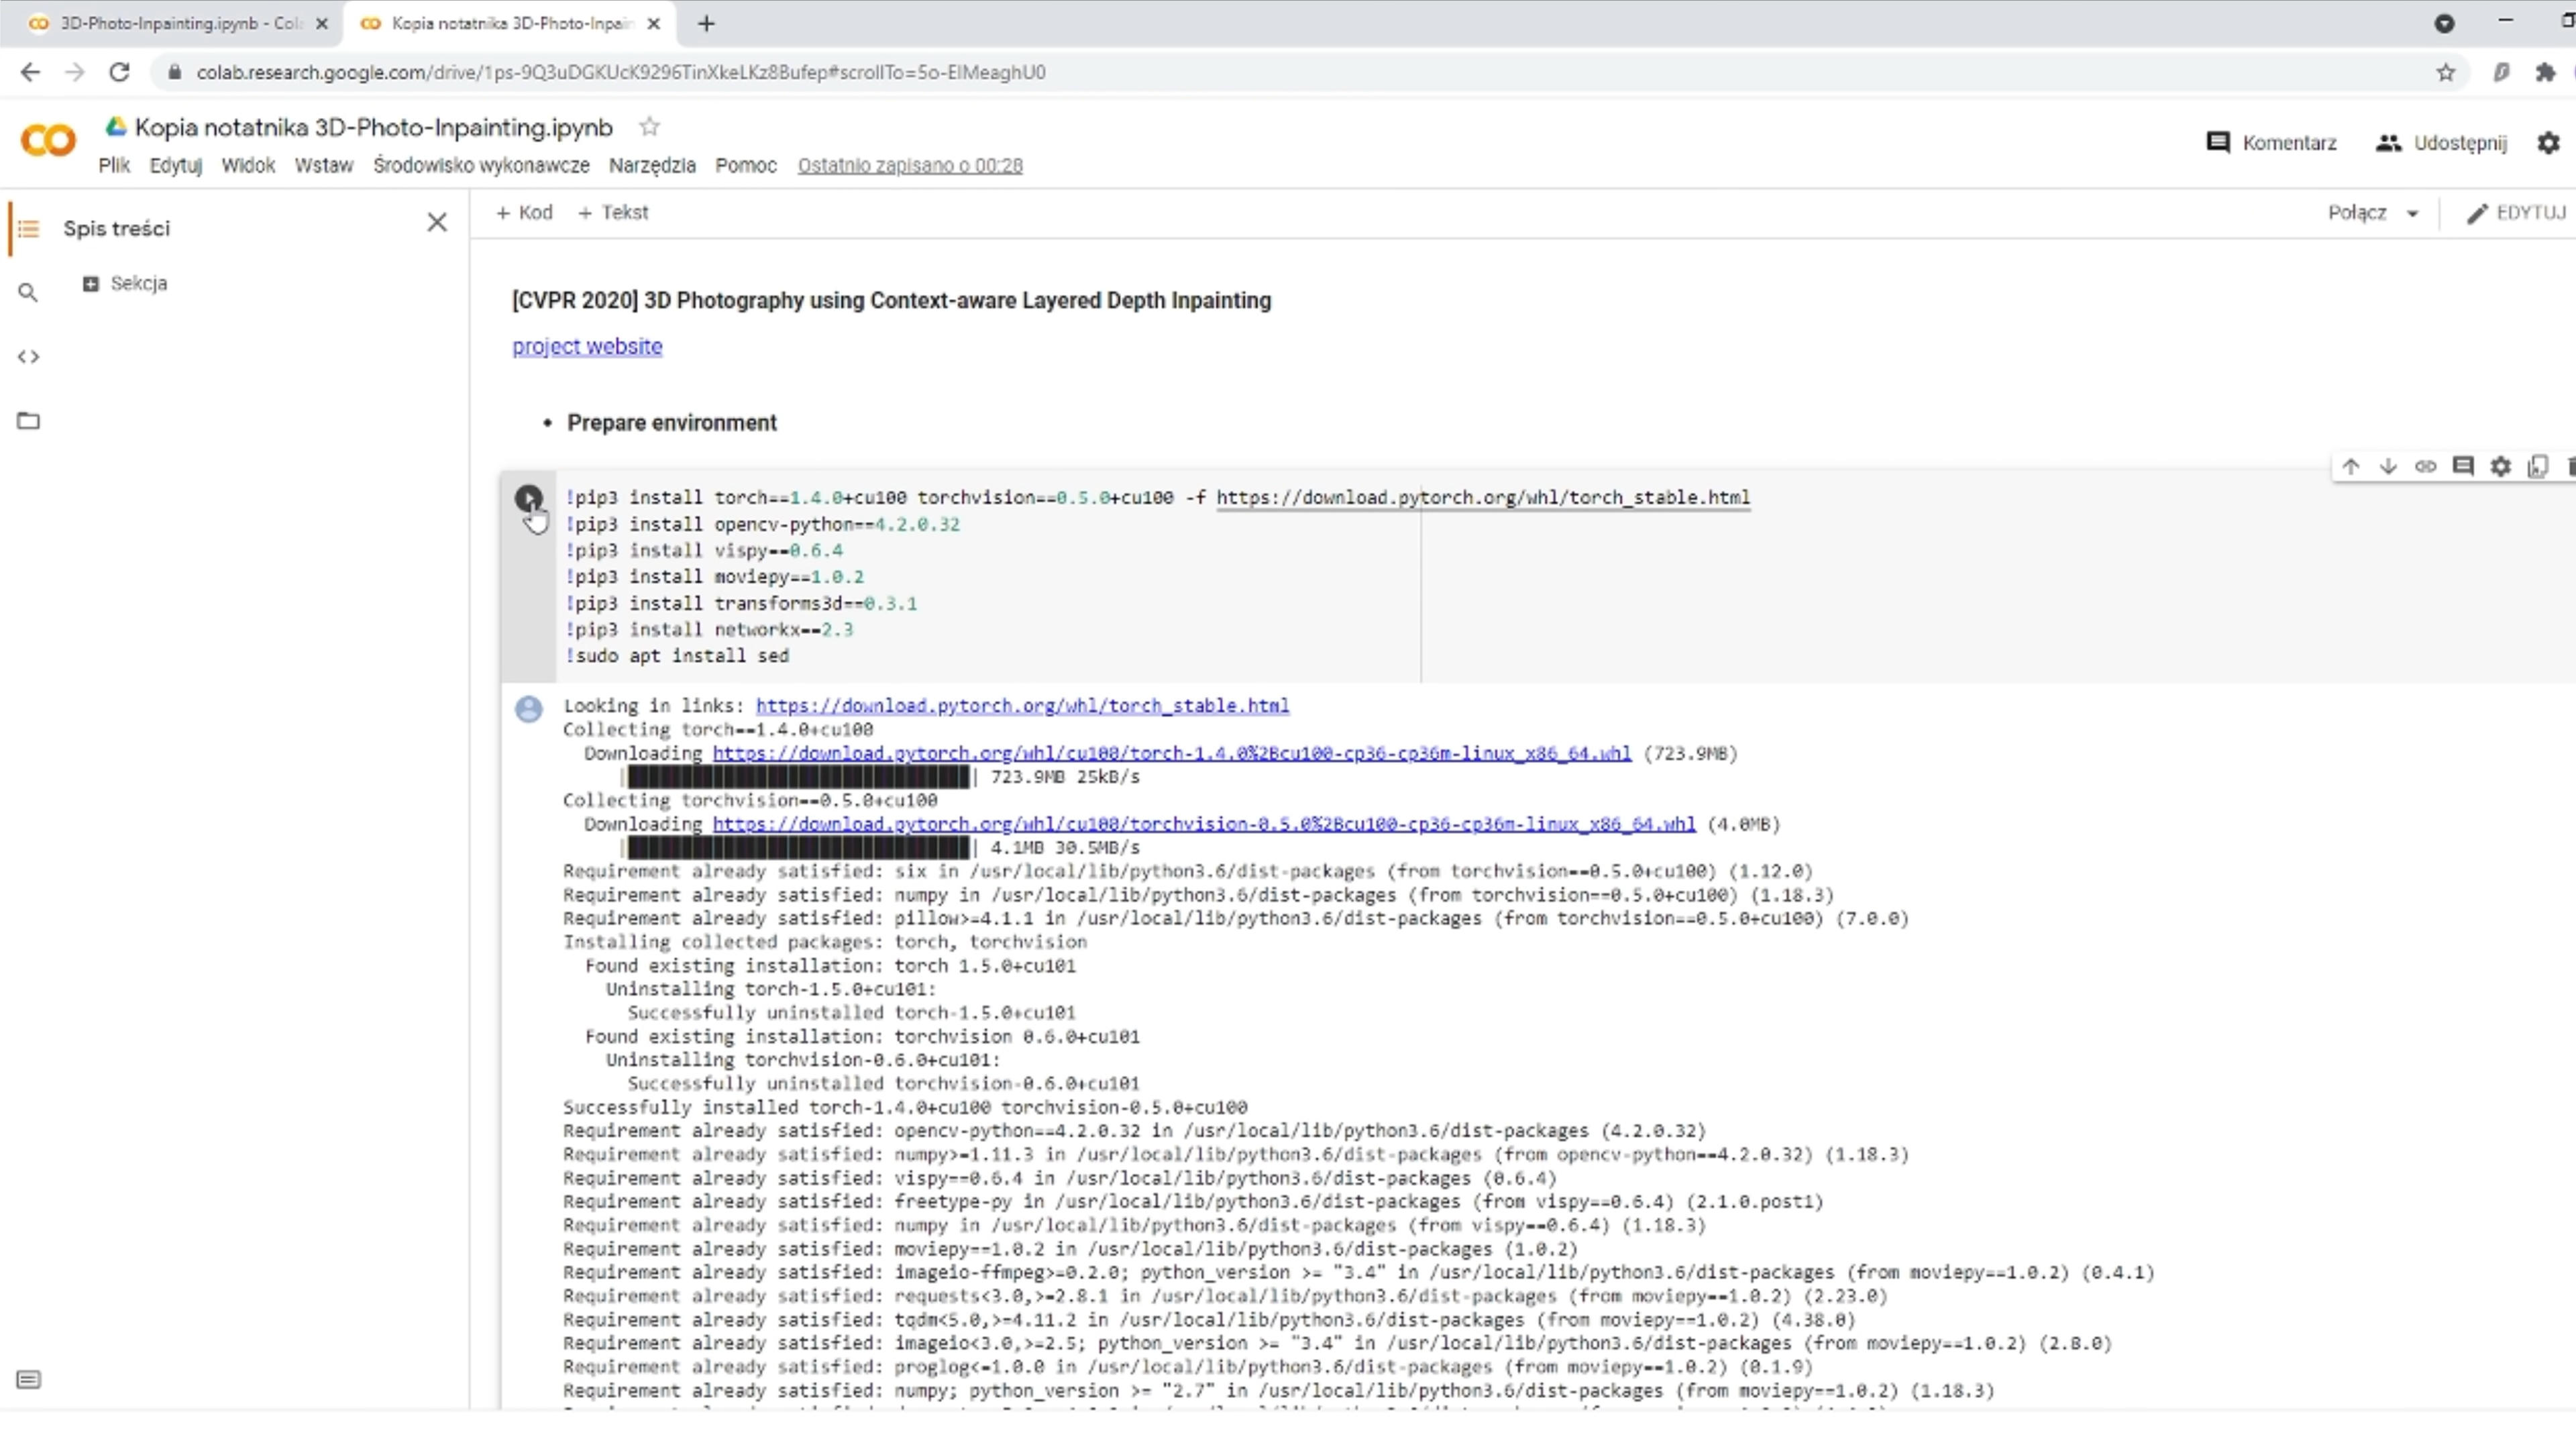 3D-Photo-Inpainting.ipynb - Col
Kopia notatnika 3D-Photo-Inpain
colab.research.google.com/drive/1ps-9Q3uDGKUcK9296TinXkeLKz8Bufep#scrollTo=5o-EIMeaghU0
Kopia notatnika 3D-Photo-Inpainting.ipynb
Komentarz Udostępnij
Plik Edytuj Widok Wstaw Środowisko wykonawcze Narzędzia Pomoc Ostatnio zapisano o 00:28
Spis treści
+ Kod + Tekst
Połącz
EDYTUJ
Sekcja
[CVPR 2020] 3D Photography using Context-aware Layered Depth Inpainting
project website
• Prepare environment
!pip3 install torch==1.4.0+cu100 torchvision==0.5.0+cu100 -f https://download.pytorch.org/whl/torch_stable.html
!pip3 install opencv-python==4.2.0.32
!pip3 install vispy==0.6.4
!pip3 install moviepy==1.0.2
!pip3 install transforms3d==0.3.1
!pip3 install networkx==2.3
!sudo apt install sed
Looking in links: https://download.pytorch.org/whl/torch_stable.html
Collecting torch==1.4.0+cu100
Downloading https://download.pytorch.org/whl/cu100/torch-1.4.0%2Bcu100-cp36-cp36m-linux_x86_64.whl (723.9MB)
| 723.9MB 25kB/s
Collecting torchvision==0.5.0+cu100
Downloading https://download.pytorch.org/whl/cu100/torchvision-0.5.0%2Bcu100-cp36-cp36m-linux_x86_64.whl (4.0MB)
| 4.1MB 30.5MB/s
Requirement already satisfied: six in /usr/local/lib/python3.6/dist-packages (from torchvision==0.5.0+cu100) (1.12.0)
Requirement already satisfied: numpy in /usr/local/lib/python3.6/dist-packages (from torchvision==0.5.0+cu100) (1.18.3)
Requirement already satisfied: pillow>=4.1.1 in /usr/local/lib/python3.6/dist-packages (from torchvision==0.5.0+cu100) (7.0.0)
Installing collected packages: torch, torchvision
Found existing installation: torch 1.5.0+cu101
Uninstalling torch-1.5.0+cu101:
Successfully uninstalled torch-1.5.0+cu101
Found existing installation: torchvision 0.6.0+cu101
Uninstalling torchvision-0.6.0+cu101:
Successfully uninstalled torchvision-0.6.0+cu101
Successfully installed torch-1.4.0+cu100 torchvision-0.5.0+cu100
Requirement already satisfied: opencv-python==4.2.0.32 in /usr/local/lib/python3.6/dist-packages (4.2.0.32)
Requirement already satisfied: numpy>=1.11.3 in /usr/local/lib/python3.6/dist-packages (from opencv-python==4.2.0.32) (1.18.3)
Requirement already satisfied: vispy==0.6.4 in /usr/local/lib/python3.6/dist-packages (0.6.4)
Requirement already satisfied: freetype-py in /usr/local/lib/python3.6/dist-packages (from vispy==0.6.4) (2.1.0.post1)
Requirement already satisfied: numpy in /usr/local/lib/python3.6/dist-packages (from vispy==0.6.4) (1.18.3)
Requirement already satisfied: moviepy==1.0.2 in /usr/local/lib/python3.6/dist-packages (1.0.2)
Requirement already satisfied: imageio-ffmpeg>=0.2.0; python_version >= "3.4" in /usr/local/lib/python3.6/dist-packages (from moviepy==1.0.2) (0.4.1)
Requirement already satisfied: requests<3.0,>=2.8.1 in /usr/local/lib/python3.6/dist-packages (from moviepy==1.0.2) (2.23.0)
Requirement already satisfied: tqdm<5.0,>=4.11.2 in /usr/local/lib/python3.6/dist-packages (from moviepy==1.0.2) (4.38.0)
Requirement already satisfied: imageio<3.0,>=2.5; python_version >= "3.4" in /usr/local/lib/python3.6/dist-packages (from moviepy==1.0.2) (2.8.0)
Requirement already satisfied: proglog<=1.0.0 in /usr/local/lib/python3.6/dist-packages (from moviepy==1.0.2) (0.1.9)
Requirement already satisfied: numpy; python_version >= "2.7" in /usr/local/lib/python3.6/dist-packages (from moviepy==1.0.2) (1.18.3)